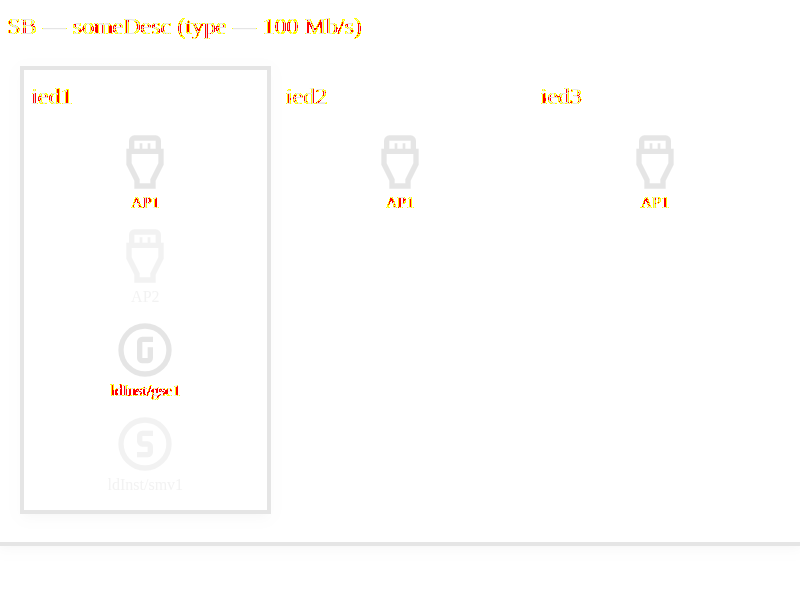 SB — someDesc (type — 100 Mb/s)
ied1
ied2
ied3
AP1
AP1
AP1
AP2
G
ldInst/gse1
S
ldInst/smv1